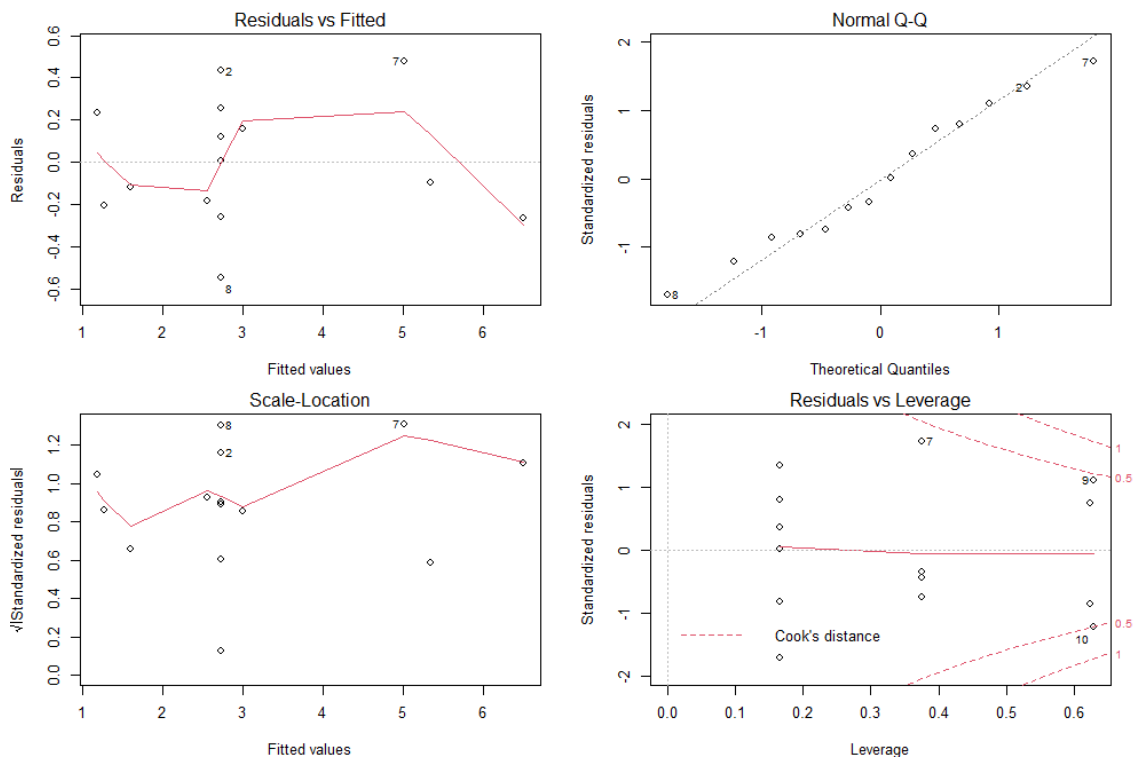 Residuals vs Fitted
Residuals
-0.6 -0.4 -0.2 0.0 0.2 0.4 0.6
7
2
8
1 2 3 4 5 6
Fitted values
Normal Q-Q
Standardized residuals
-1 0 1 2
7
2
8
-1 0 1
Theoretical Quantiles
Scale-Location
√|Standardized residuals|
0.0 0.2 0.4 0.6 0.8 1.0 1.2
8
7
2
1 2 3 4 5 6
Fitted values
Residuals vs Leverage
Standardized residuals
-2 -1 0 1 2
7
9
10
1
0.5
0.5
1
Cook's distance
0.0 0.1 0.2 0.3 0.4 0.5 0.6
Leverage